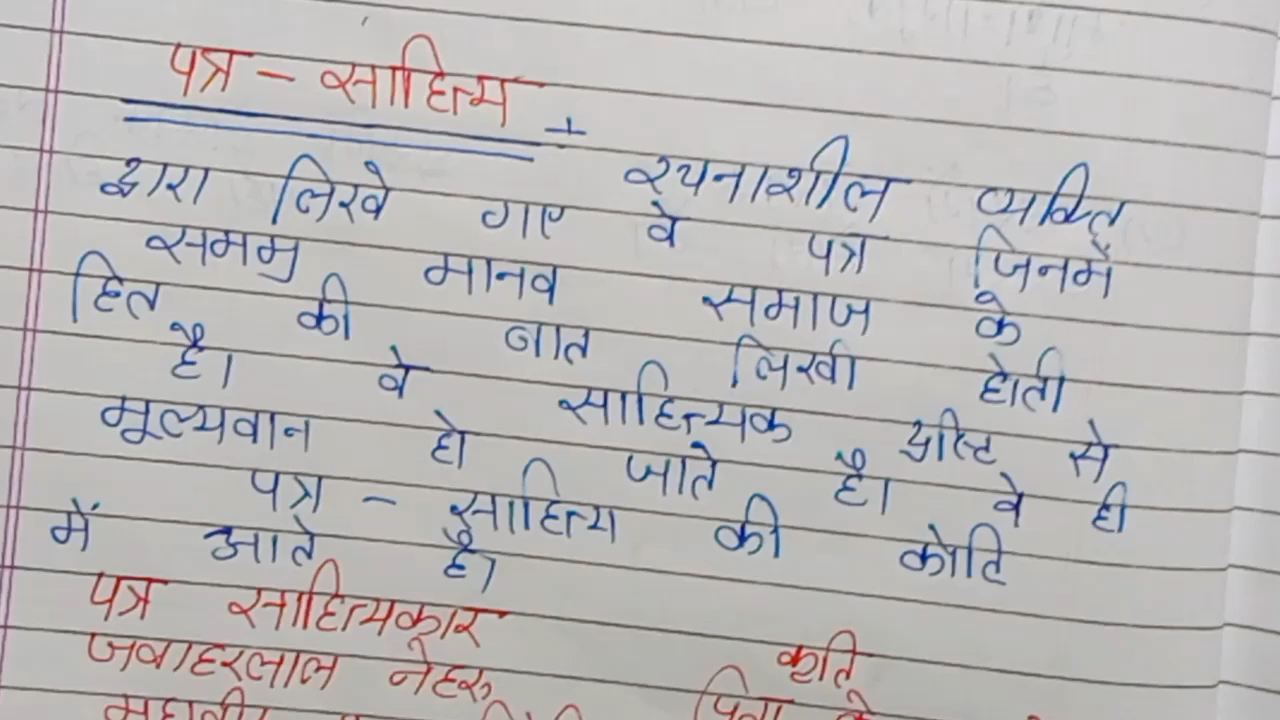 पत्र - साहित्य :-
रचनाशील व्यक्ति
द्वारा लिखे गए वे पत्र जिनमें
समग्र मानव समाज के
हित की बात लिखी होती
है। वे साहित्यिक दृष्टि से
मूल्यवान हो जाते है। वे ही
पत्र - साहित्य की कोटि
में आते है।
पत्र साहित्यकार कृति
जवाहरलाल नेहरू पिता के